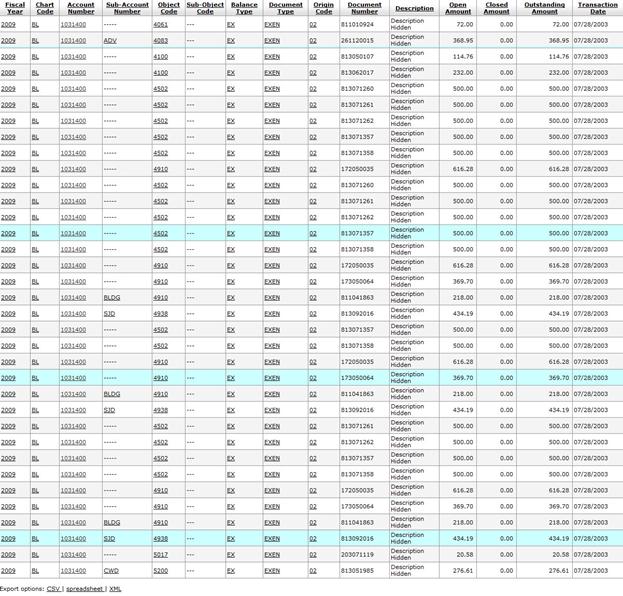 Fiscal Year Chart Code Account Number Sub-Account Number Object Code Sub-Object Code Balance Type Document Type Origin Code Document Number Description Open Amount Closed Amount Outstanding Amount Transaction Date
2009 BL 1031400 ----- 4061 --- EX EXEN 02 811010924 Description Hidden 72.00 0.00 72.00 07/28/2003
2009 BL 1031400 ADV 4083 --- EX EXEN 02 261120015 Description Hidden 368.95 0.00 368.95 07/28/2003
2009 BL 1031400 ----- 4100 --- EX EXEN 02 813050107 Description Hidden 114.76 0.00 114.76 07/28/2003
2009 BL 1031400 ----- 4100 --- EX EXEN 02 813062017 Description Hidden 232.00 0.00 232.00 07/28/2003
2009 BL 1031400 ----- 4502 --- EX EXEN 02 813071260 Description Hidden 500.00 0.00 500.00 07/28/2003
2009 BL 1031400 ----- 4502 --- EX EXEN 02 813071261 Description Hidden 500.00 0.00 500.00 07/28/2003
2009 BL 1031400 ----- 4502 --- EX EXEN 02 813071262 Description Hidden 500.00 0.00 500.00 07/28/2003
2009 BL 1031400 ----- 4502 --- EX EXEN 02 813071357 Description Hidden 500.00 0.00 500.00 07/28/2003
2009 BL 1031400 ----- 4502 --- EX EXEN 02 813071358 Description Hidden 500.00 0.00 500.00 07/28/2003
2009 BL 1031400 ----- 4910 --- EX EXEN 02 172050035 Description Hidden 616.28 0.00 616.28 07/28/2003
2009 BL 1031400 ----- 4502 --- EX EXEN 02 813071260 Description Hidden 500.00 0.00 500.00 07/28/2003
2009 BL 1031400 ----- 4502 --- EX EXEN 02 813071261 Description Hidden 500.00 0.00 500.00 07/28/2003
2009 BL 1031400 ----- 4502 --- EX EXEN 02 813071262 Description Hidden 500.00 0.00 500.00 07/28/2003
2009 BL 1031400 ----- 4502 --- EX EXEN 02 813071357 Description Hidden 500.00 0.00 500.00 07/28/2003
2009 BL 1031400 ----- 4502 --- EX EXEN 02 813071358 Description Hidden 500.00 0.00 500.00 07/28/2003
2009 BL 1031400 ----- 4910 --- EX EXEN 02 172050035 Description Hidden 616.28 0.00 616.28 07/28/2003
2009 BL 1031400 ----- 4910 --- EX EXEN 02 173050064 Description Hidden 369.70 0.00 369.70 07/28/2003
2009 BL 1031400 BLDG 4910 --- EX EXEN 02 811041863 Description Hidden 218.00 0.00 218.00 07/28/2003
2009 BL 1031400 SJD 4938 --- EX EXEN 02 813092016 Description Hidden 434.19 0.00 434.19 07/28/2003
2009 BL 1031400 ----- 4502 --- EX EXEN 02 813071357 Description Hidden 500.00 0.00 500.00 07/28/2003
2009 BL 1031400 ----- 4502 --- EX EXEN 02 813071358 Description Hidden 500.00 0.00 500.00 07/28/2003
2009 BL 1031400 ----- 4910 --- EX EXEN 02 172050035 Description Hidden 616.28 0.00 616.28 07/28/2003
2009 BL 1031400 ----- 4910 --- EX EXEN 02 173050064 Description Hidden 369.70 0.00 369.70 07/28/2003
2009 BL 1031400 BLDG 4910 --- EX EXEN 02 811041863 Description Hidden 218.00 0.00 218.00 07/28/2003
2009 BL 1031400 SJD 4938 --- EX EXEN 02 813092016 Description Hidden 434.19 0.00 434.19 07/28/2003
2009 BL 1031400 ----- 4502 --- EX EXEN 02 813071261 Description Hidden 500.00 0.00 500.00 07/28/2003
2009 BL 1031400 ----- 4502 --- EX EXEN 02 813071262 Description Hidden 500.00 0.00 500.00 07/28/2003
2009 BL 1031400 ----- 4502 --- EX EXEN 02 813071357 Description Hidden 500.00 0.00 500.00 07/28/2003
2009 BL 1031400 ----- 4502 --- EX EXEN 02 813071358 Description Hidden 500.00 0.00 500.00 07/28/2003
2009 BL 1031400 ----- 4910 --- EX EXEN 02 172050035 Description Hidden 616.28 0.00 616.28 07/28/2003
2009 BL 1031400 ----- 4910 --- EX EXEN 02 173050064 Description Hidden 369.70 0.00 369.70 07/28/2003
2009 BL 1031400 BLDG 4910 --- EX EXEN 02 811041863 Description Hidden 218.00 0.00 218.00 07/28/2003
2009 BL 1031400 SJD 4938 --- EX EXEN 02 813092016 Description Hidden 434.19 0.00 434.19 07/28/2003
2009 BL 1031400 ----- 5017 --- EX EXEN 02 203071119 Description Hidden 20.58 0.00 20.58 07/28/2003
2009 BL 1031400 CWD 5200 --- EX EXEN 02 813051985 Description Hidden 276.61 0.00 276.61 07/28/2003
Export options: CSV | spreadsheet | XML